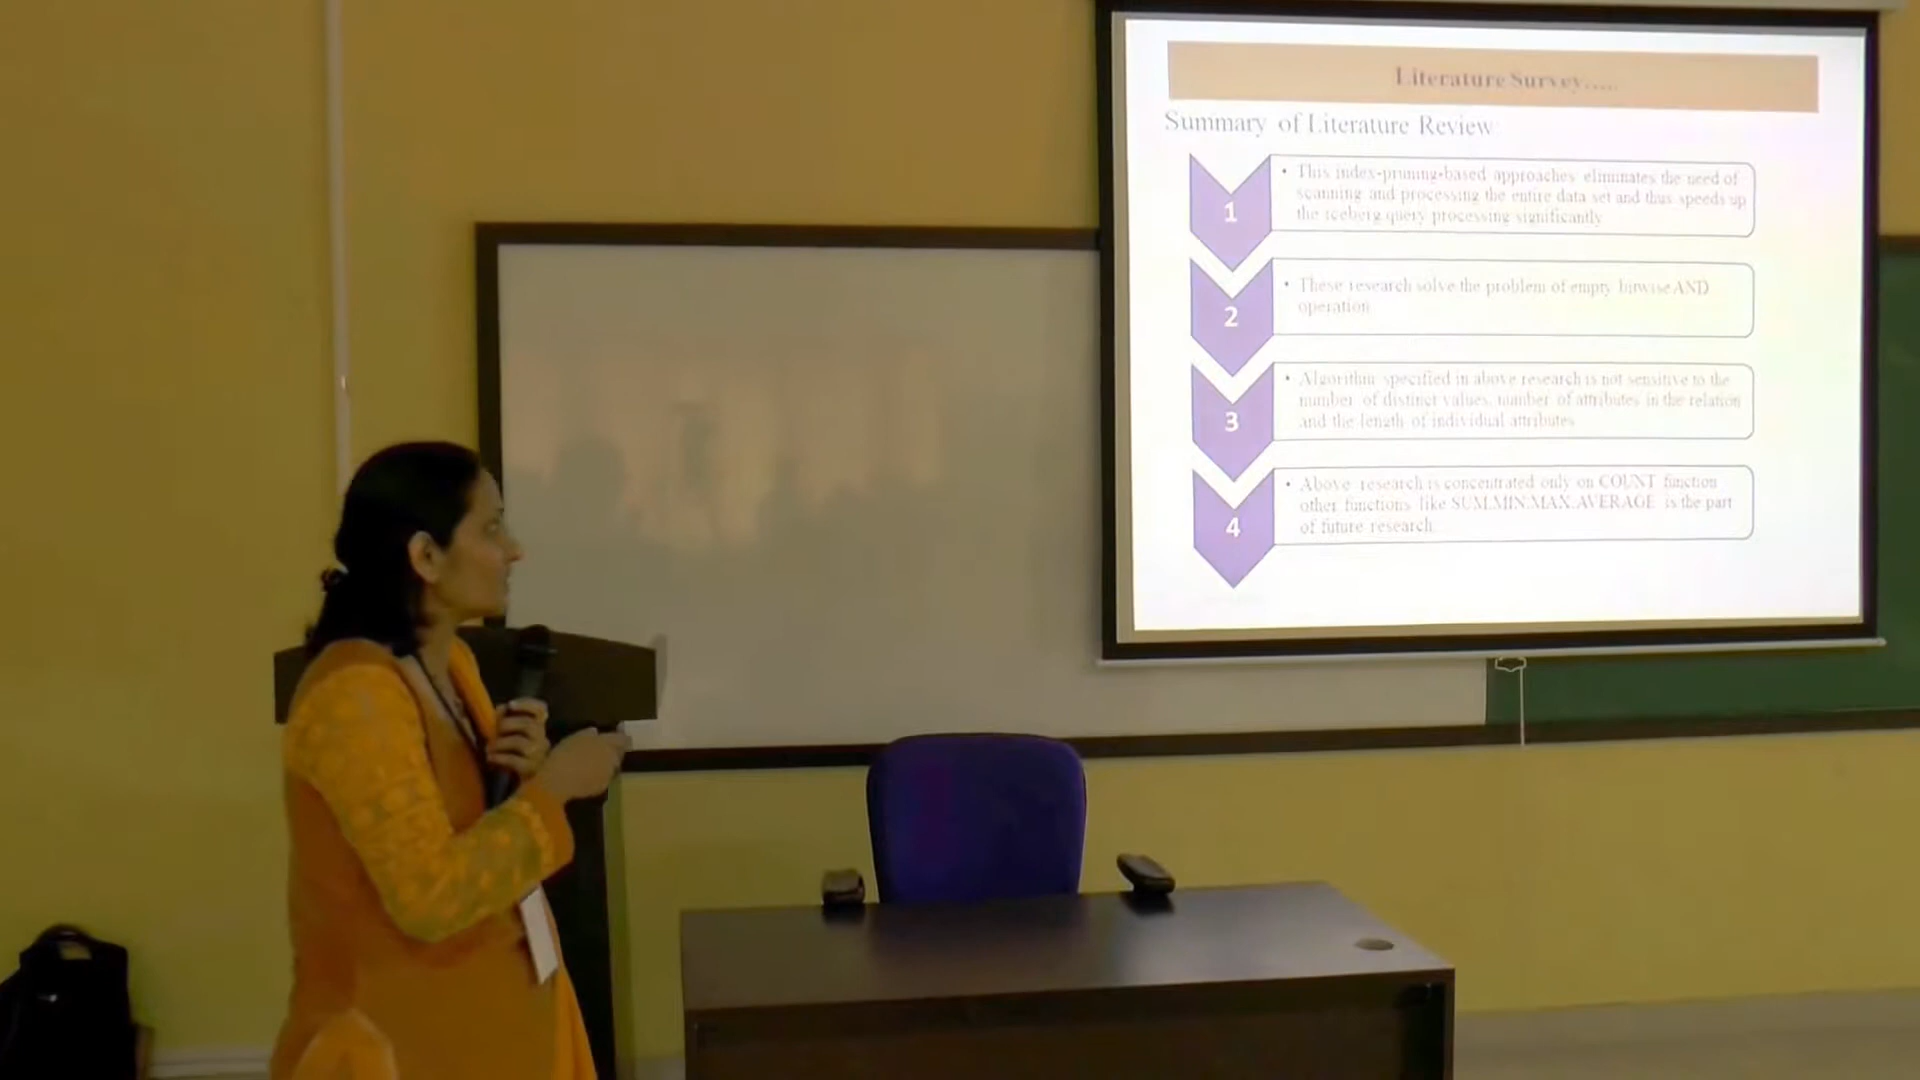 Literature Survey.....
Summary of Literature Review:
1
• This index-pruning-based approaches eliminates the need of
scanning and processing the entire data set and thus speeds up
the iceberg query processing significantly
2
• These research solve the problem of empty bitwise AND
operation
3
• Algorithm specified in above research is not sensitive to the
number of distinct values, number of attributes in the relation
and the length of individual attributes
4
• Above research is concentrated only on COUNT function
other functions like SUM,MIN,MAX,AVERAGE is the part
of future research.